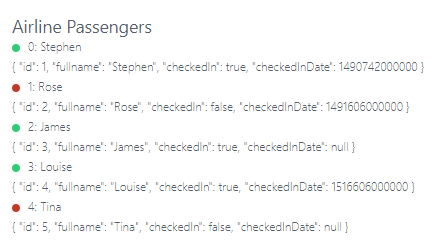 Airline Passengers
0: Stephen
{ "id": 1, "fullname": "Stephen", "checkedIn": true, "checkedInDate": 1490742000000 }
1: Rose
{ "id": 2, "fullname": "Rose", "checkedIn": false, "checkedInDate": 1491606000000 }
2: James
{ "id": 3, "fullname": "James", "checkedIn": true, "checkedInDate": null }
3: Louise
{ "id": 4, "fullname": "Louise", "checkedIn": true, "checkedInDate": 1516606000000 }
4: Tina
{ "id": 5, "fullname": "Tina", "checkedIn": false, "checkedInDate": null }